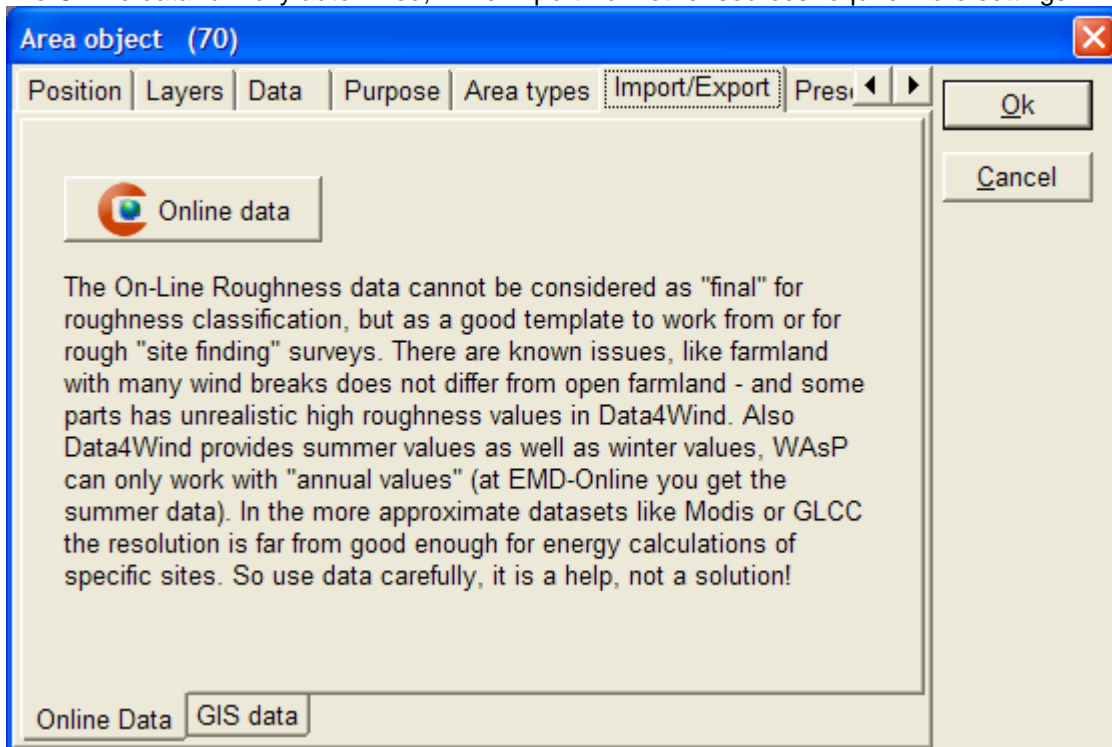 Area object (70)
Position Layers Data Purpose Area types Import/Export
Ok
Cancel
Online data
The On-Line Roughness data cannot be considered as "final" for
roughness classification, but as a good template to work from or for
rough "site finding" surveys. There are known issues, like farmland
with many wind breaks does not differ from open farmland - and some
parts has unrealistic high roughness values in Data4Wind. Also
Data4Wind provides summer values as well as winter values, WAsP
can only work with "annual values" (at EMD-Online you get the
summer data). In the more approximate datasets like Modis or GLCC
the resolution is far from good enough for energy calculations of
specific sites. So use data carefully, it is a help, not a solution!
Online Data GIS data